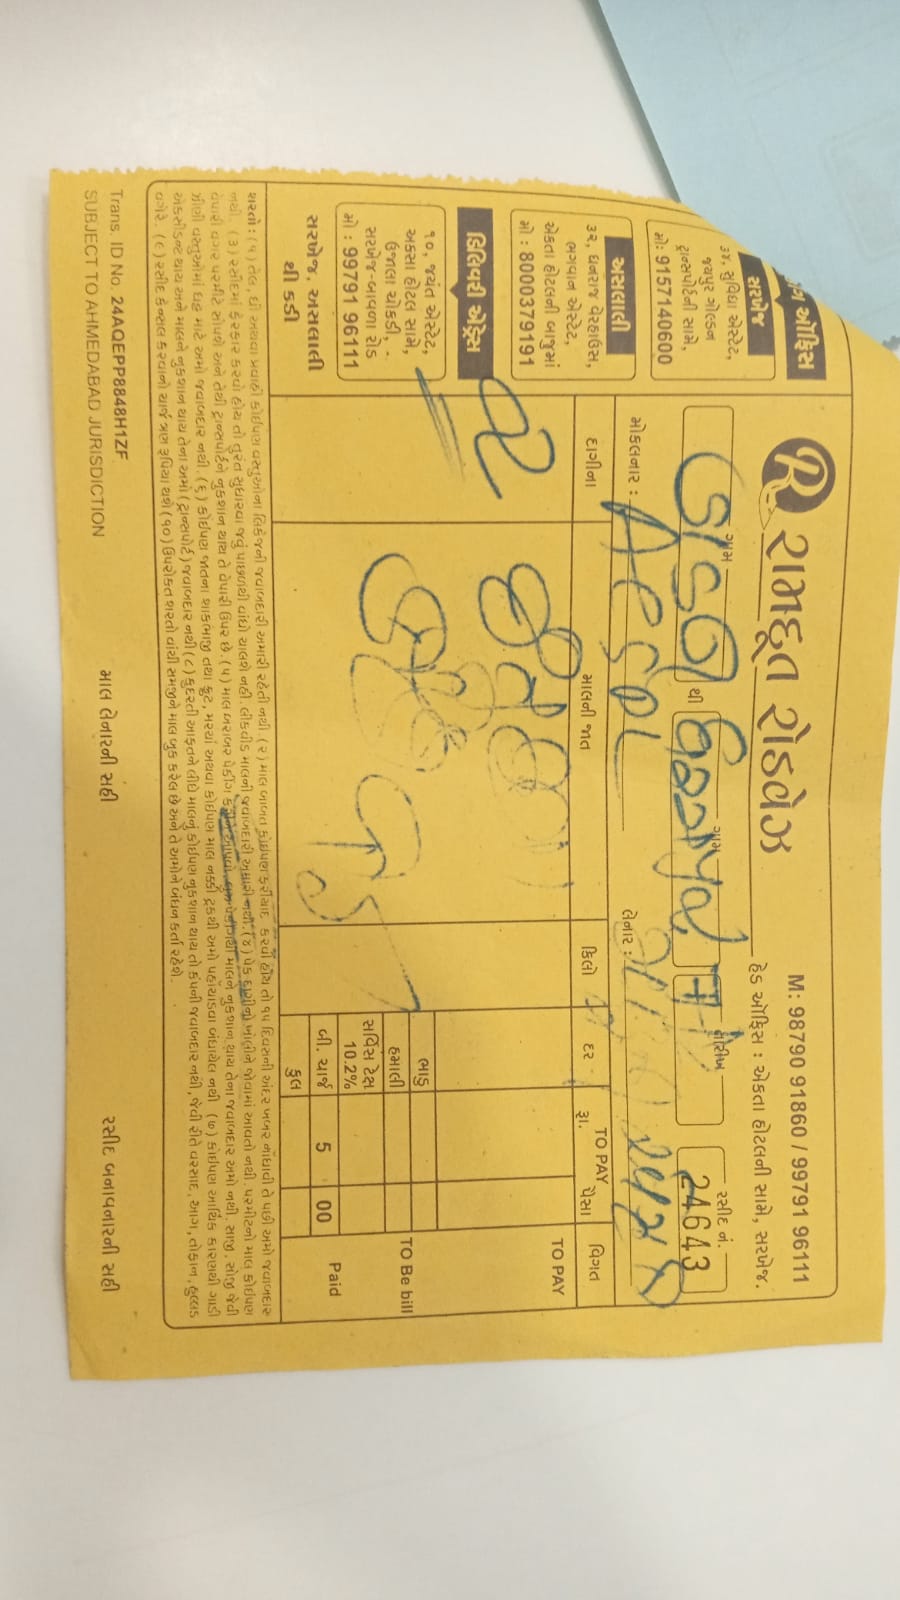 રામદૂત રોડવેઝ
M: 98790 91860 / 99791 96111
હેડ ઑફિસ : એકતા હોટલની સામે, સરખેજ.
ઑફિસ
સરખેજ
૩૪, સુવિધા એસ્ટેટ,
જયપુર ગોલ્ડન
ટ્રાન્સપોર્ટની સામે,
મો: 9157140600
અસલાલી
૩૨, ધનરાજ વેરહાઉસ,
ભગવાન એસ્ટેટ,
એકતા હોટલની બાજુમાં
મો : 8000379191
ડિલિવરી એડ્રેસ
૧૦, જયંત એસ્ટેટ,
અક્સા હોટલ સામે,
ઉજાલા ચોકડી,
સરખેજ-બાવળા રોડ
મો : 99791 96111
સરખેજ, અસલાલી
થી કડી
ગામ થી ગામ તારીખ રસીદ નં.
24643
મોકલનાર : લેનાર :
દાગીના માલની જાત કિલો દર TO PAY રૂા. પૈસા વિગત
૨
TO PAY
ભાડુ
હમાલી
TO Be bill
સર્વિસ ટેક્ષ
10.2%
Paid
બી. ચાર્જ 5 00
કુલ
શરતો : (૧) તેલ, ઘી અથવા પ્રવાહી કોઈપણ વસ્તુઓના લિકેજની જવાબદારી અમારી રહેતી નથી. (૨) માલ બાબત કોઈપણ ફરીયાદ કરવી હોય તો ૧૫ દિવસની અંદર ખબર નોંધાવી તે પછી અમો જવાબદાર
નથી. (૩) રસીદમાં ફેરફાર કરવો હોય તો તુરંત સુધારવા જવું પાછળથી વાંધો ચાલશે નહી. લીકવીડ માલની જવાબદારી અમારી નથી. (૪) પેક દાગીનો ખોલીને જોવામાં આવતો નથી. પરમીટનો માલ કોઈપણ
વેપારી વગર પરમીટે સોંપશે અને તેથી ટ્રાન્સપોર્ટને નુકશાન થાય તે વેપારી ઉપર છે. (૫) માલ બરાબર પેકીંગ કરીને આપવો. લુઝ પેકીંગથી માલને નુકશાન થાય તેના જવાબદાર અમો નથી. સાજી, સોજી જેવી
ઝીણી વસ્તુઓમાં ઘટ્ટ માટે અમો જવાબદાર નથી. (૬) કોઈપણ જાતના શાકભાજી તથા ફ્રુટ, મરચાં અથવા કોઈપણ માલ નક્કી ટ્રકથી અમો પહોંચાડવા બંધાયેલ નથી (૭) કોઈપણ આર્થિક કારણથી ગાડી
એકસીડન્ટ થાય અને માલને નુકશાન થાય તેના અમો (ટ્રાન્સપોર્ટ) જવાબદાર નથી (૮) કુદરતી આફતને લીધે માલનું કોઈપણ નુકશાન થાય તો કંપની જવાબદાર નથી, જેવી રીતે વરસાદ, આગ, તોફાન, હુલ્લડ
વગેરે. (૯) રસીદ કેન્સલ કરવાનો ચાર્જ ત્રણ રૂપિયા થશે (૧૦) ઉપરોક્ત શરતો વાંચી સમજીને માલ બુક કરેલ છે અને તે અમોને બંધન કર્તા રહેશે.
Trans. ID No. 24AQEPP8848H1ZF
SUBJECT TO AHMEDABAD JURISDICTION
માલ લેનારની સહી
રસીદ બનાવનારની સહી